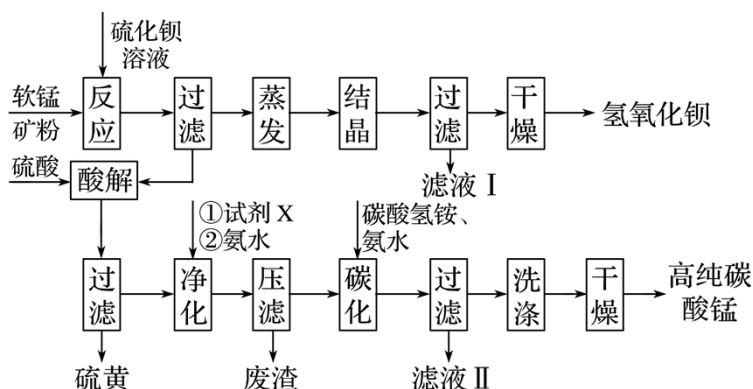 硫化钡
溶液
软锰
矿粉
反应
过滤
蒸发
结晶
过滤
干燥
氢氧化钡
硫酸
酸解
滤液Ⅰ
①试剂X
②氨水
碳酸氢铵、
氨水
过滤
净化
压滤
碳化
过滤
洗涤
干燥
高纯碳
酸锰
硫黄
废渣
滤液Ⅱ